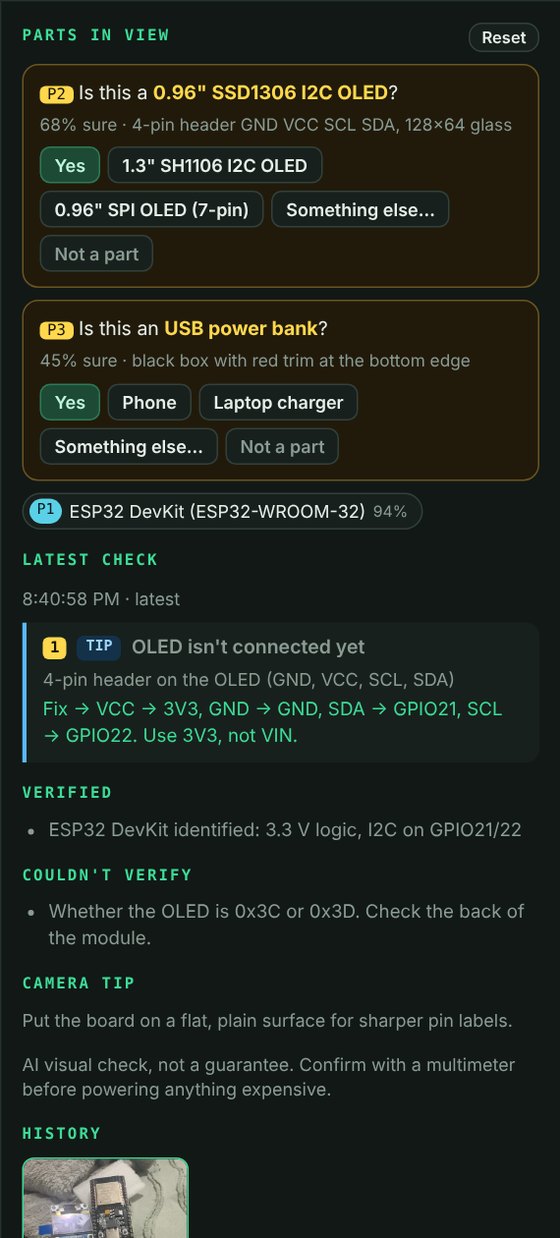 PARTS IN VIEW
Reset
P2 Is this a 0.96" SSD1306 I2C OLED?
68% sure · 4-pin header GND VCC SCL SDA, 128×64 glass
Yes
1.3" SH1106 I2C OLED
0.96" SPI OLED (7-pin)
Something else...
Not a part
P3 Is this an USB power bank?
45% sure · black box with red trim at the bottom edge
Yes
Phone
Laptop charger
Something else...
Not a part
P1 ESP32 DevKit (ESP32-WROOM-32) 94%
LATEST CHECK
8:40:58 PM · latest
1 TIP OLED isn't connected yet
4-pin header on the OLED (GND, VCC, SCL, SDA)
Fix → VCC → 3V3, GND → GND, SDA → GPIO21, SCL
→ GPIO22. Use 3V3, not VIN.
VERIFIED
• ESP32 DevKit identified: 3.3 V logic, I2C on GPIO21/22
COULDN'T VERIFY
• Whether the OLED is 0x3C or 0x3D. Check the back of
the module.
CAMERA TIP
Put the board on a flat, plain surface for sharper pin labels.
AI visual check, not a guarantee. Confirm with a multimeter
before powering anything expensive.
HISTORY